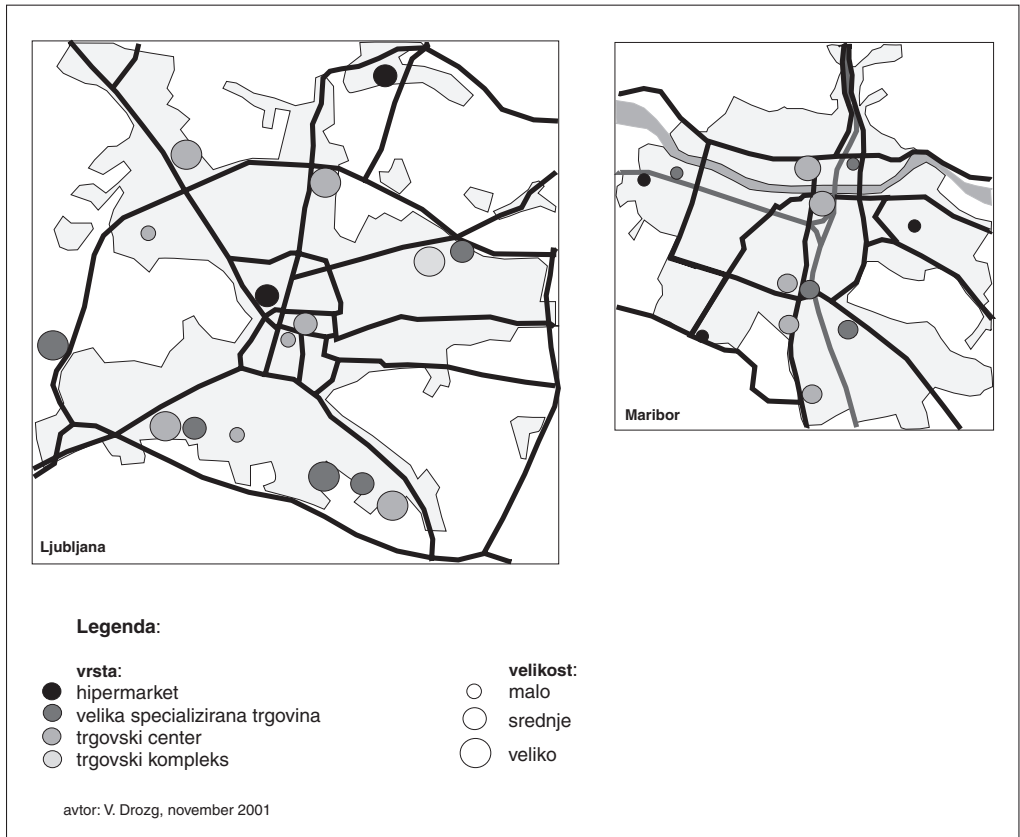 Ljubljana
Maribor
Legenda:
vrsta:
hipermarket
velika specializirana trgovina
trgovski center
trgovski kompleks
velikost:
malo
srednje
veliko
avtor: V. Drozg, november 2001